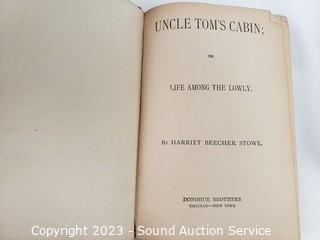 UNCLE TOM'S CABIN;
OR
LIFE AMONG THE LOWLY.
BY HARRIET BEECHER STOWE.
DONOHUE BROTHERS
CHICAGO—NEW YORK
Copyright 2023 - Sound Auction Service